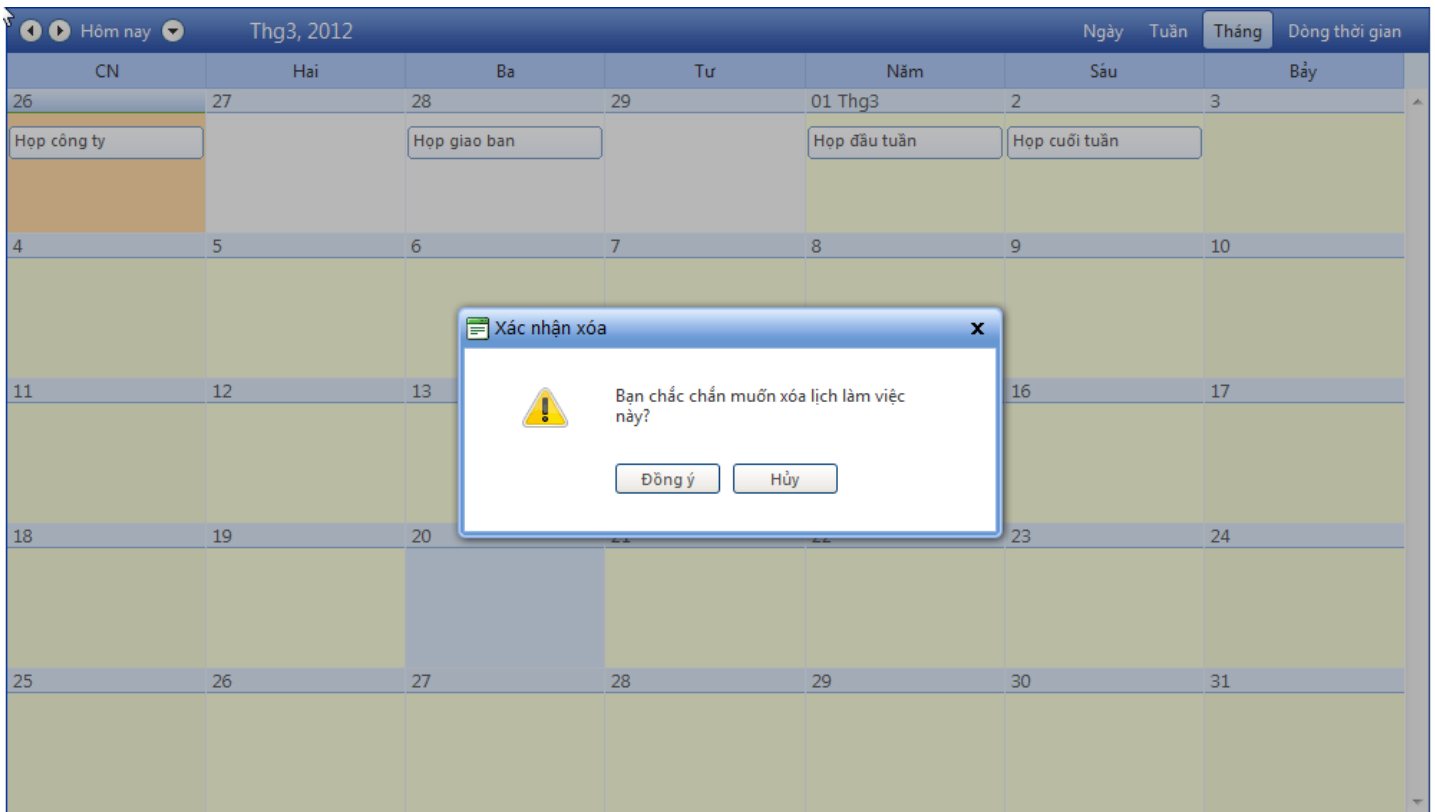 Hôm nay Thg3, 2012 Ngày Tuần Tháng Dòng thời gian
CN Hai Ba Tư Năm Sáu Bảy
26 27 28 29 01 Thg3 2 3
Họp công ty Họp giao ban Họp đầu tuần Họp cuối tuần
4 5 6 7 8 9 10
Xác nhận xóa x
11 12 13 16 17
Bạn chắc chắn muốn xóa lịch làm việc
này?
Đồng ý Hủy
18 19 20 21 22 23 24
25 26 27 28 29 30 31